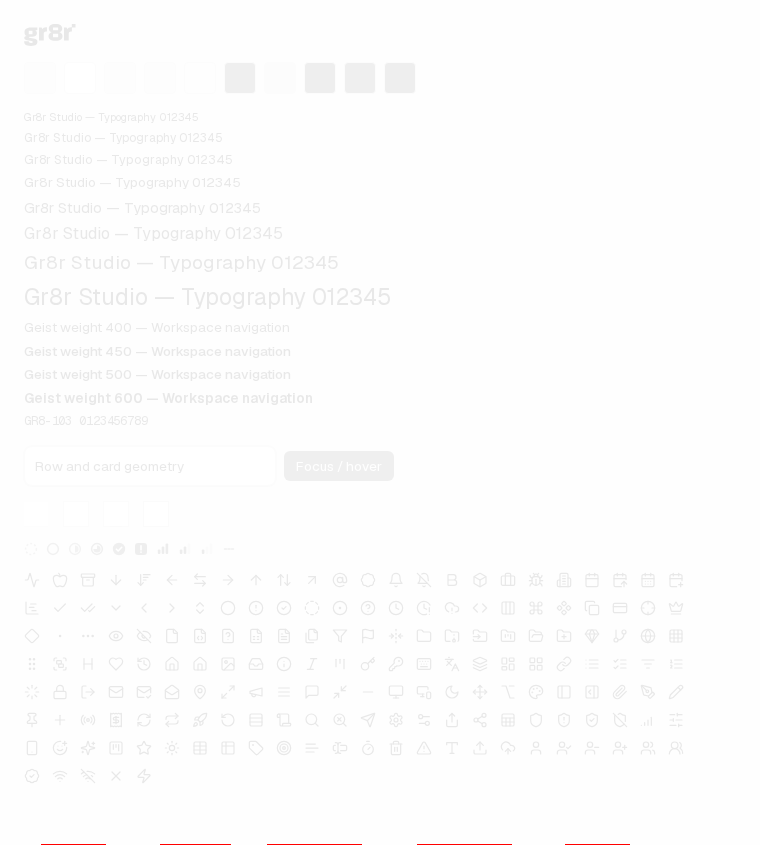 gr8r
Gr8r Studio — Typography 012345
Gr8r Studio — Typography 012345
Gr8r Studio — Typography 012345
Gr8r Studio — Typography 012345
Gr8r Studio — Typography 012345
Gr8r Studio — Typography 012345
Gr8r Studio — Typography 012345
Gr8r Studio — Typography 012345
Geist weight 400 — Workspace navigation
Geist weight 450 — Workspace navigation
Geist weight 500 — Workspace navigation
Geist weight 600 — Workspace navigation
GR8-103 0123456789
Row and card geometry
Focus / hover